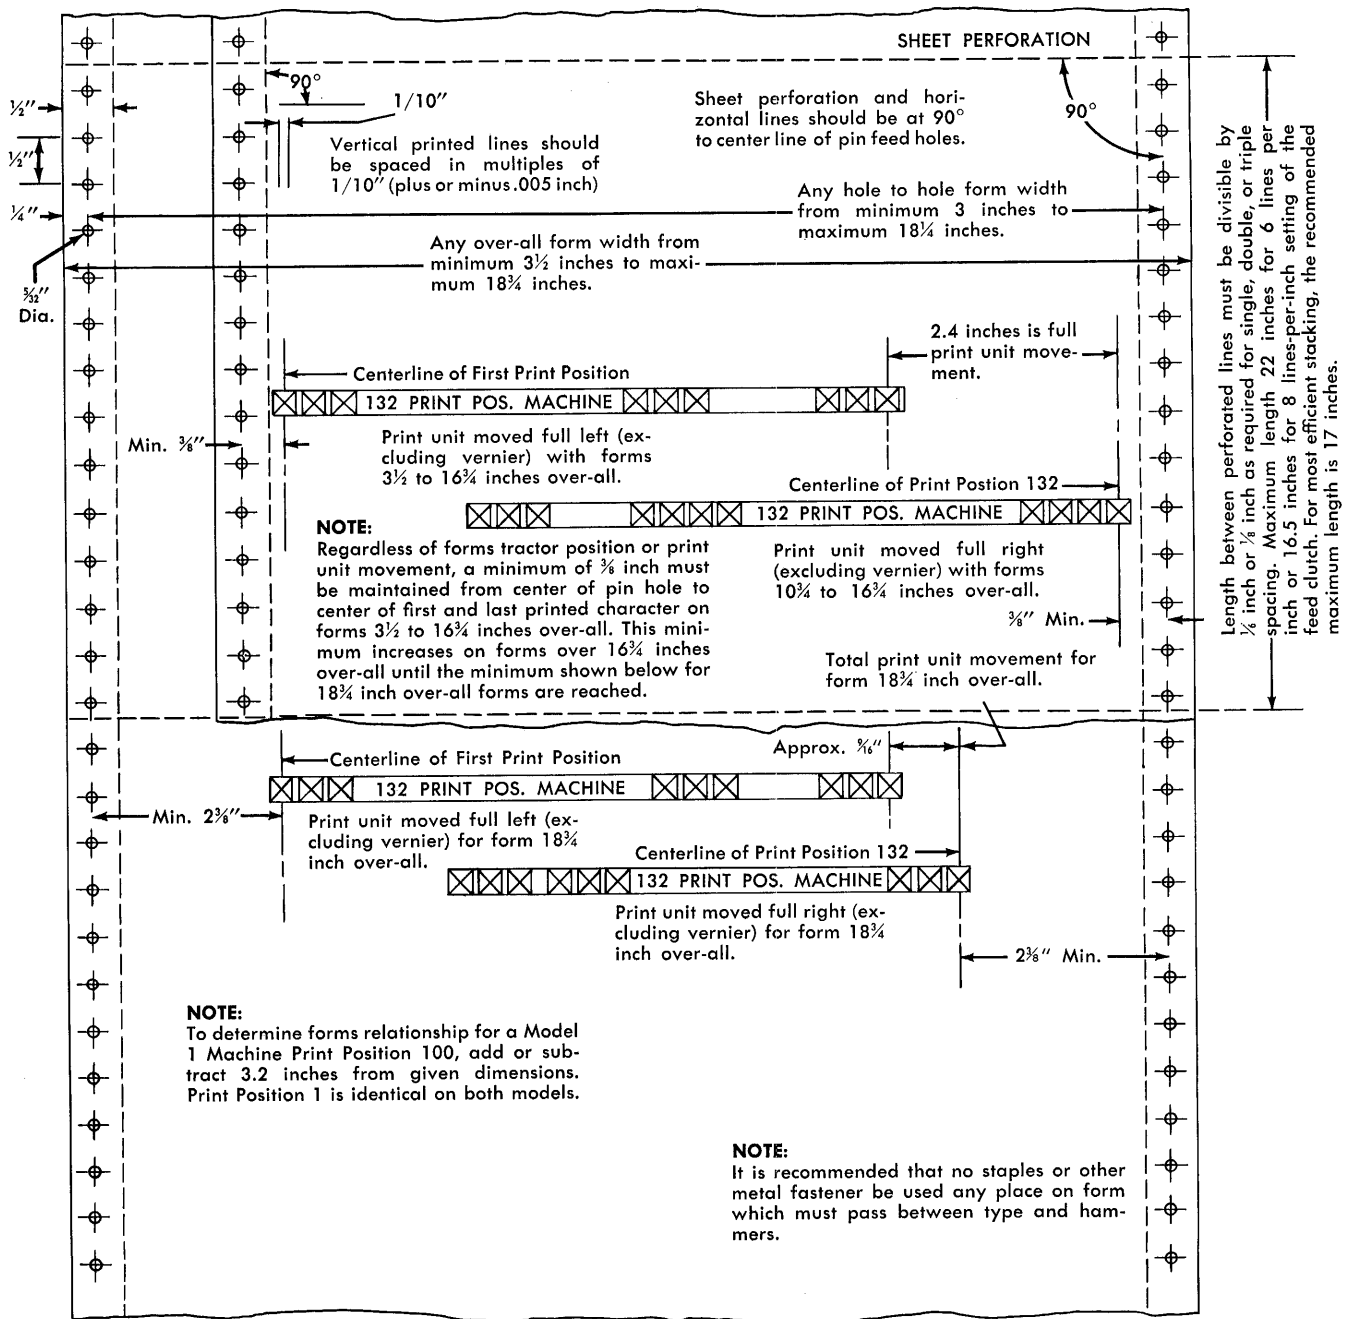 SHEET PERFORATION
90°
1/10″
½″
½″
¼″
5/32″
Dia.
Vertical printed lines should
be spaced in multiples of
1/10″ (plus or minus .005 inch)
Sheet perforation and hori-
zontal lines should be at 90°
to center line of pin feed holes.
90°
Any hole to hole form width
from minimum 3 inches to
maximum 18¼ inches.
Any over-all form width from
minimum 3½ inches to maxi-
mum 18¾ inches.
2.4 inches is full
print unit move-
ment.
Centerline of First Print Position
132 PRINT POS. MACHINE
Min. ⅜″
Print unit moved full left (ex-
cluding vernier) with forms
3½ to 16¾ inches over-all.
Centerline of Print Postion 132
132 PRINT POS. MACHINE
NOTE:
Regardless of forms tractor position or print
unit movement, a minimum of ⅜ inch must
be maintained from center of pin hole to
center of first and last printed character on
forms 3½ to 16¾ inches over-all. This mini-
mum increases on forms over 16¾ inches
over-all until the minimum shown below for
18¾ inch over-all forms are reached.
Print unit moved full right
(excluding vernier) with forms
10¾ to 16¾ inches over-all.
⅜″ Min.
Total print unit movement for
form 18¾ inch over-all.
Length between perforated lines must be divisible by
⅙ inch or ⅛ inch as required for single, double, or triple
spacing. Maximum length 22 inches for 6 lines per
inch or 16.5 inches for 8 lines-per-inch setting of the
feed clutch. For most efficient stacking, the recommended
maximum length is 17 inches.
Approx. 9/16″
Centerline of First Print Position
132 PRINT POS. MACHINE
Min. 2⅜″
Print unit moved full left (ex-
cluding vernier) for form 18¾
inch over-all.
Centerline of Print Position 132
132 PRINT POS. MACHINE
Print unit moved full right (ex-
cluding vernier) for form 18¾
inch over-all.
2⅜″ Min.
NOTE:
To determine forms relationship for a Model
1 Machine Print Position 100, add or sub-
tract 3.2 inches from given dimensions.
Print Position 1 is identical on both models.
NOTE:
It is recommended that no staples or other
metal fastener be used any place on form
which must pass between type and ham-
mers.